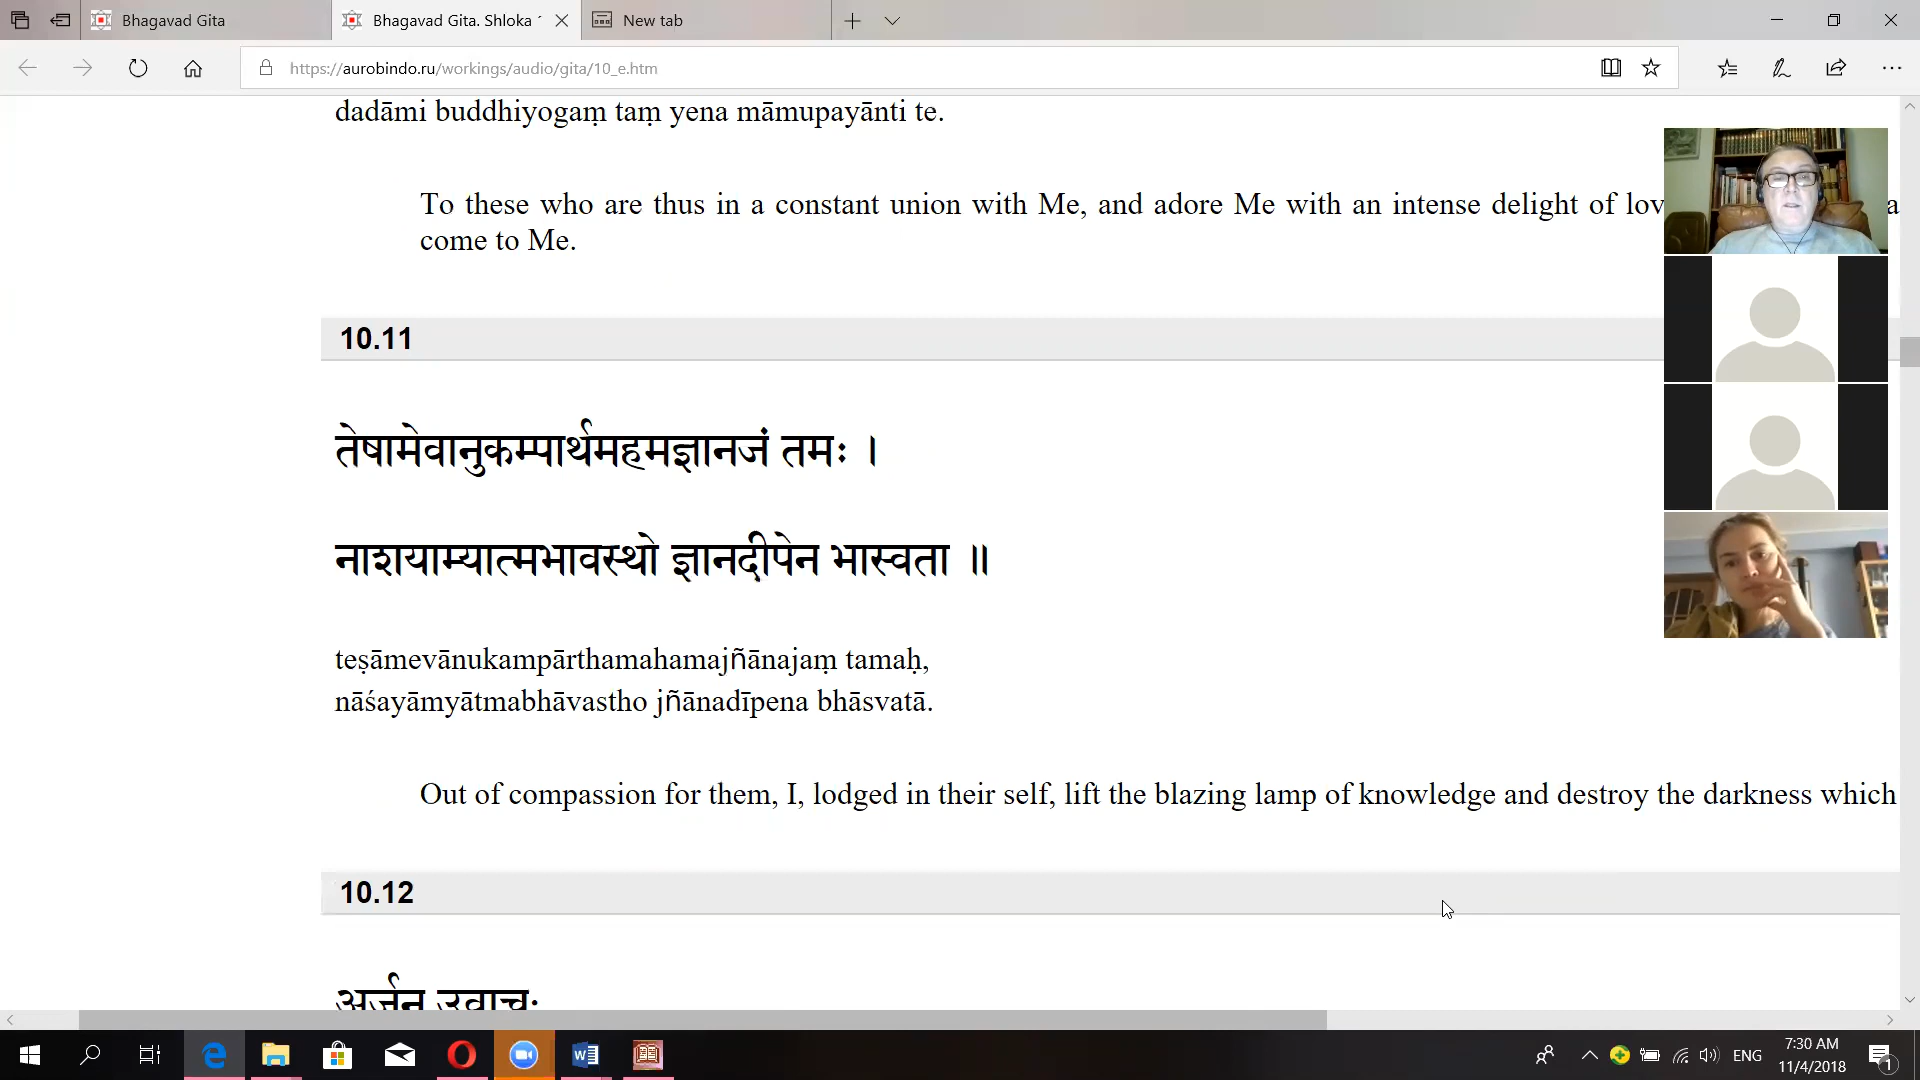 Bhagavad Gita
Bhagavad Gita. Shloka
New tab
https://aurobindo.ru/workings/audio/gita/10_e.htm
dadāmi buddhiyogaṃ taṃ yena māmupayānti te.
To these who are thus in a constant union with Me, and adore Me with an intense delight of
come to Me.
10.11
तेषामेवानुकम्पार्थमहमज्ञानजं तमः ।
नाशयाम्यात्मभावस्थो ज्ञानदीपेन भास्वता ॥
teṣāmevānukampārthamahamajñānajaṃ tamaḥ,
nāśayāmyātmabhāvastho jñānadīpena bhāsvatā.
Out of compassion for them, I, lodged in their self, lift the blazing lamp of knowledge and destroy the darkness which
10.12
अर्जुन उवाचः
ENG
7:30 AM
11/4/2018
1